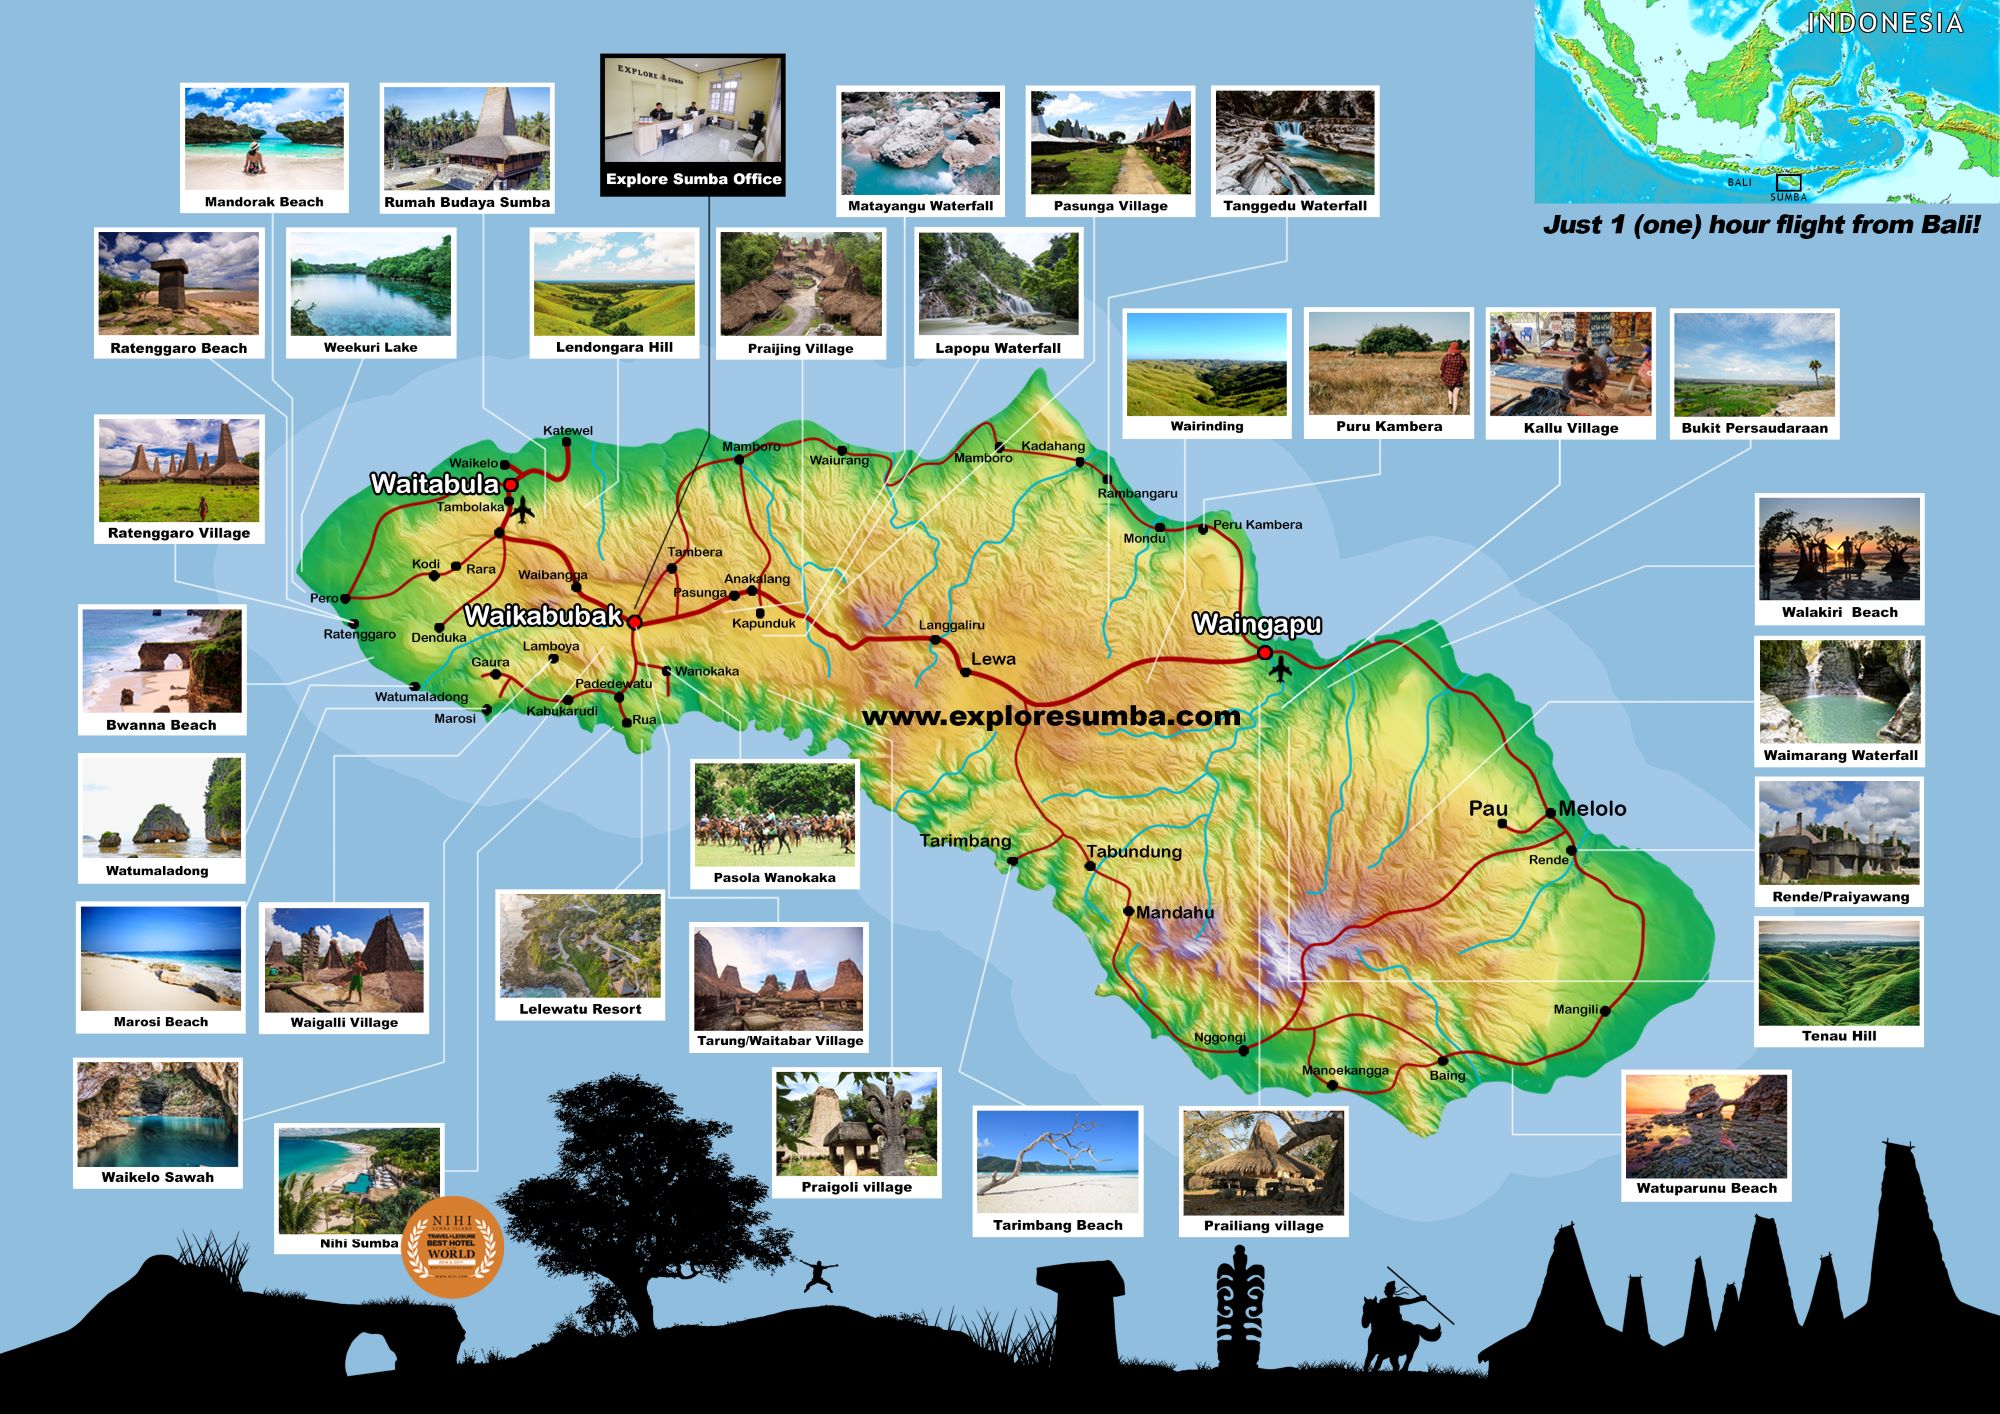 INDONESIA
BALI
SUMBA
Just 1 (one) hour flight from Bali!
EXPLORE SUMBA
Explore Sumba Office
Mandorak Beach
Rumah Budaya Sumba
Matayangu Waterfall
Pasunga Village
Tanggedu Waterfall
Ratenggaro Beach
Weekuri Lake
Lendongara Hill
Praijing Village
Lapopu Waterfall
Wairinding
Puru Kambera
Kallu Village
Bukit Persaudaraan
Ratenggaro Village
Walakiri Beach
Bwanna Beach
Waimarang Waterfall
Watumaladong
Pasola Wanokaka
Rende/Praiyawang
Marosi Beach
Waigalli Village
Lelewatu Resort
Tarung/Waitabar Village
Tenau Hill
Waikelo Sawah
Nihi Sumba
NIHI
SUMBA ISLAND
TRAVEL+LEISURE
BEST HOTEL
WORLD
WWW.NIHI.COM
Praigoli village
Tarimbang Beach
Prailiang village
Watuparunu Beach
Katewel
Waikelo
Waitabula
Tambolaka
Mamboro
Waiurang
Mamboro
Kadahang
Rambangaru
Mondu
Peru Kambera
Kodi
Rara
Waibangga
Tambera
Anakalang
Pasunga
Kapunduk
Pero
Ratenggaro
Denduka
Waikabubak
Langgaliru
Lewa
Waingapu
Lamboya
Gaura
Wanokaka
Padedewatu
Watumaladong
Marosi
Kabukarudi
Rua
www.exploresumba.com
Tarimbang
Tabundung
Mandahu
Pau
Melolo
Rende
Mangili
Nggongi
Manoekangga
Baing